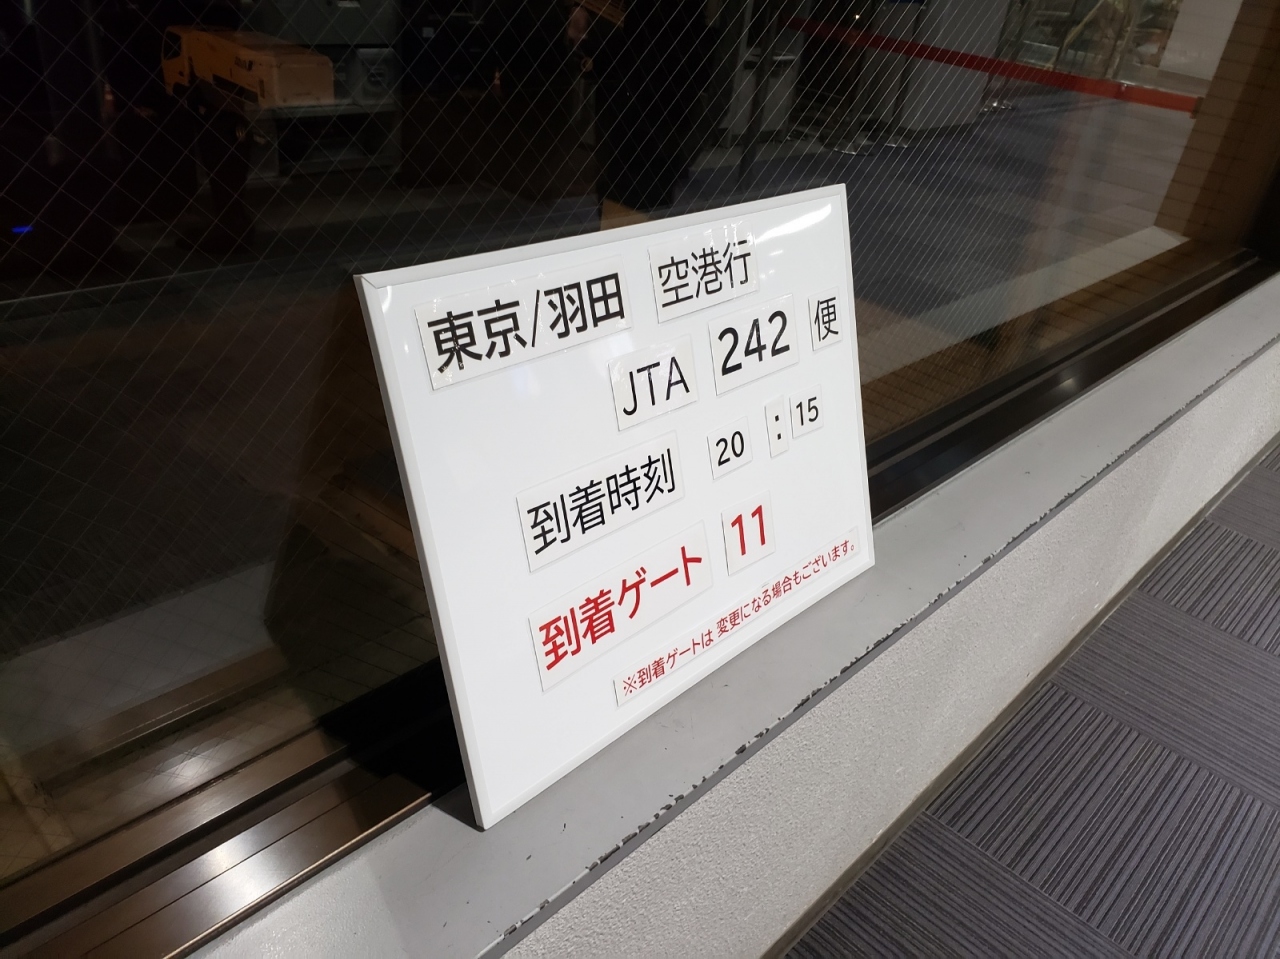 東京/羽田 空港行
JTA 242 便
到着時刻 20:15
到着ゲート 11
※到着ゲートは 変更になる場合もございます。